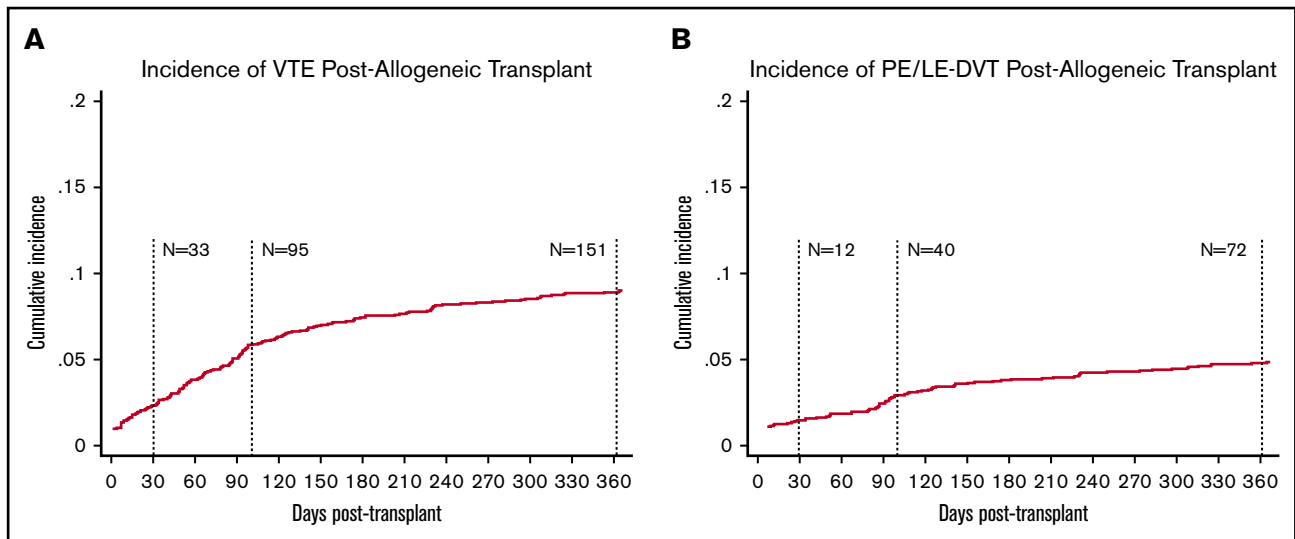 A
Incidence of VTE Post-Allogeneic Transplant
Cumulative incidence
.2
.15
.1
.05
0
N=33
N=95
N=151
0 30 60 90 120 150 180 210 240 270 300 330 360
Days post-transplant
B
Incidence of PE/LE-DVT Post-Allogeneic Transplant
Cumulative incidence
.2
.15
.1
.05
0
N=12
N=40
N=72
0 30 60 90 120 150 180 210 240 270 300 330 360
Days post-transplant